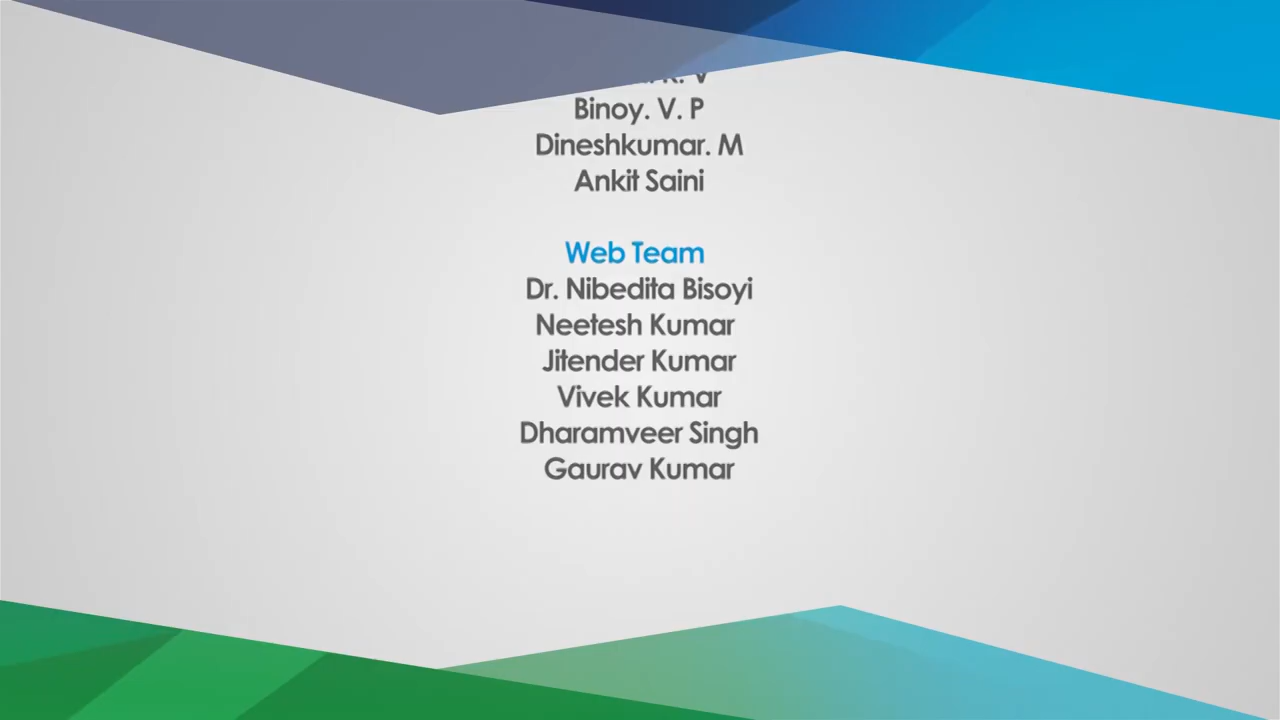 Binoy. V. P
Dineshkumar. M
Ankit Saini
Web Team
Dr. Nibedita Bisoyi
Neetesh Kumar
Jitender Kumar
Vivek Kumar
Dharamveer Singh
Gaurav Kumar